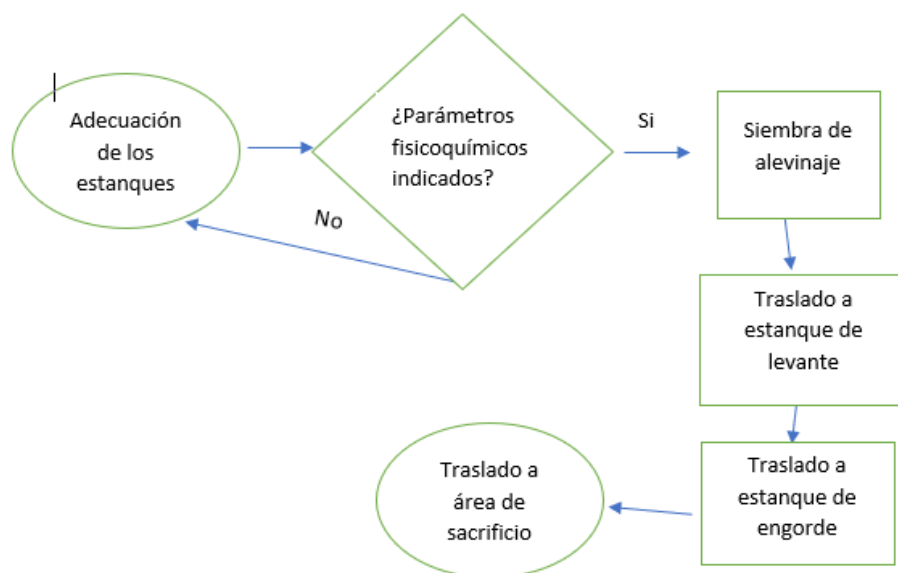 Adecuación
de los
estanques
¿Parámetros
fisicoquímicos
indicados?
Si
No
Siembra de
alevinaje
Traslado a
estanque de
levante
Traslado a
estanque de
engorde
Traslado a
área de
sacrificio